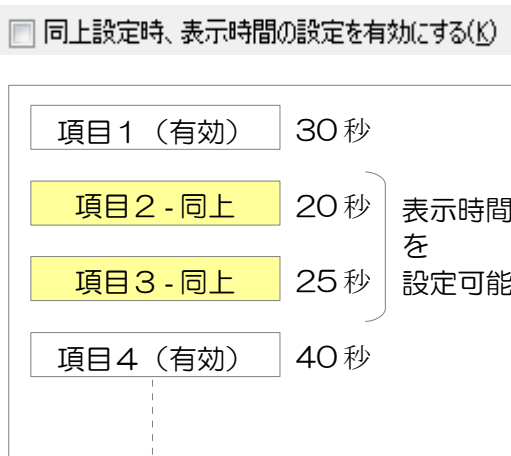 同上設定時、表示時間の設定を有効にする(K)
項目１（有効） 30秒
項目２-同上 20秒
表示時間
を
項目３-同上 25秒
設定可能
項目４（有効） 40秒